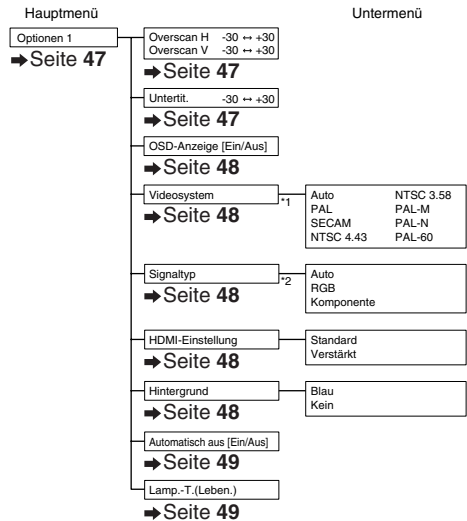 Hauptmenü
Untermenü
Optionen 1
➡Seite 47
Overscan H -30 ↔ +30
Overscan V -30 ↔ +30
➡Seite 47
Untertit. -30 ↔ +30
➡Seite 47
OSD-Anzeige [Ein/Aus]
➡Seite 48
Videosystem
*1
➡Seite 48
Auto NTSC 3.58
PAL PAL-M
SECAM PAL-N
NTSC 4.43 PAL-60
Signaltyp
*2
➡Seite 48
Auto
RGB
Komponente
HDMI-Einstellung
➡Seite 48
Standard
Verstärkt
Hintergrund
➡Seite 48
Blau
Kein
Automatisch aus [Ein/Aus]
➡Seite 49
Lamp.-T.(Leben.)
➡Seite 49